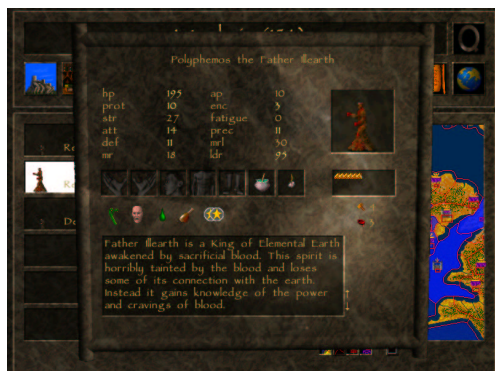 Polyphemos the Father Illearth
hp 195 ap 10
prot 10 enc 3
str 27 fatigue 0
att 14 prec 11
def 11 mrl 30
mr 18 ldr 95
Re
De
Father Illearth is a King of Elemental Earth
awakened by sacrificial blood. This spirit is
horribly tainted by the blood and loses
some of its connection with the earth.
Instead it gains knowledge of the power
and cravings of blood.